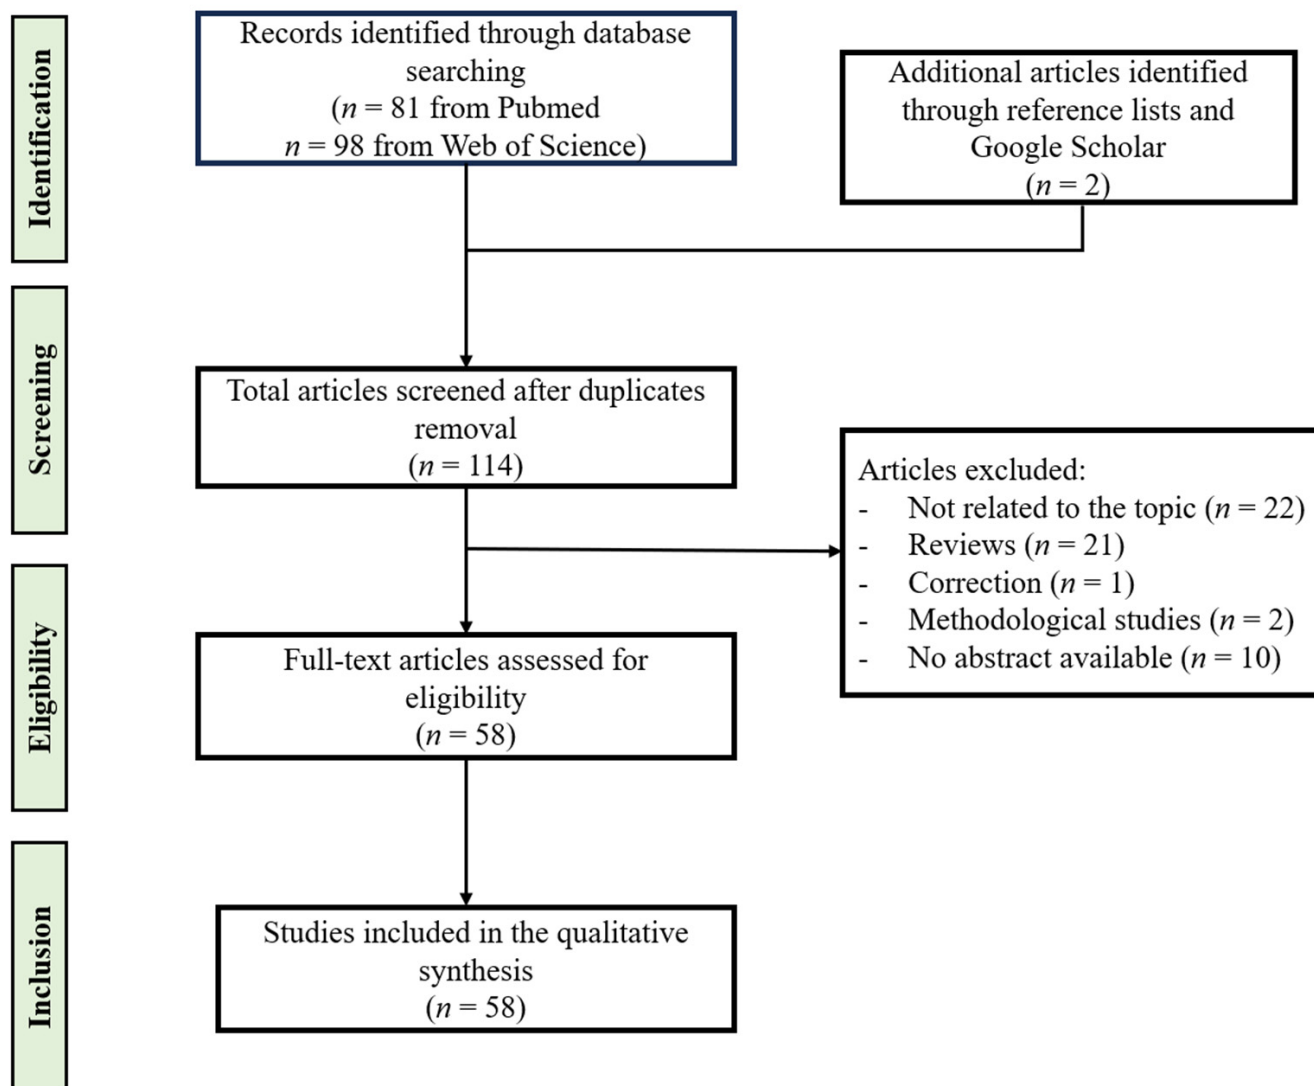 Identification
Records identified through database
searching
(n = 81 from Pubmed
n = 98 from Web of Science)
Additional articles identified
through reference lists and
Google Scholar
(n = 2)
Screening
Total articles screened after duplicates
removal
(n = 114)
Articles excluded:
- Not related to the topic (n = 22)
- Reviews (n = 21)
- Correction (n = 1)
- Methodological studies (n = 2)
- No abstract available (n = 10)
Eligibility
Full-text articles assessed for
eligibility
(n = 58)
Inclusion
Studies included in the qualitative
synthesis
(n = 58)